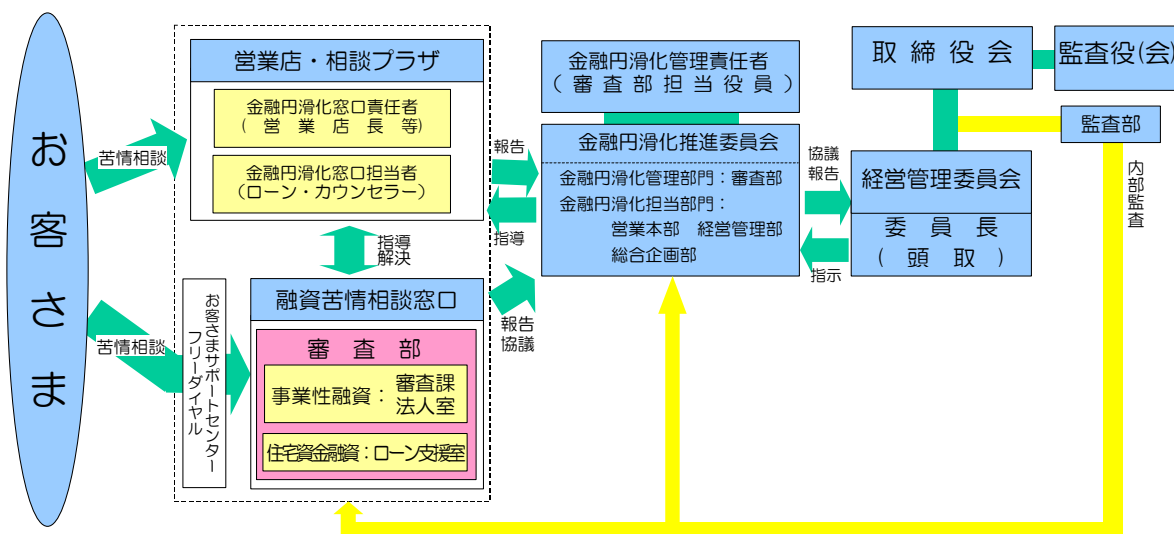 お客さま
苦情相談
苦情相談
営業店・相談プラザ
金融円滑化窓口責任者
(営業店長等)
金融円滑化窓口担当者
(ローン・カウンセラー)
指導
解決
お客さまサポートセンター
フリーダイヤル
融資苦情相談窓口
審査部
事業性融資：審査課
法人室
住宅資金融資：ローン支援室
報告
指導
報告
協議
金融円滑化管理責任者
(審査部担当役員)
金融円滑化推進委員会
金融円滑化管理部門：審査部
金融円滑化担当部門：
営業本部 経営管理部
総合企画部
協議
報告
指示
取締役会
監査役(会)
監査部
内部監査
経営管理委員会
委員長
(頭取)